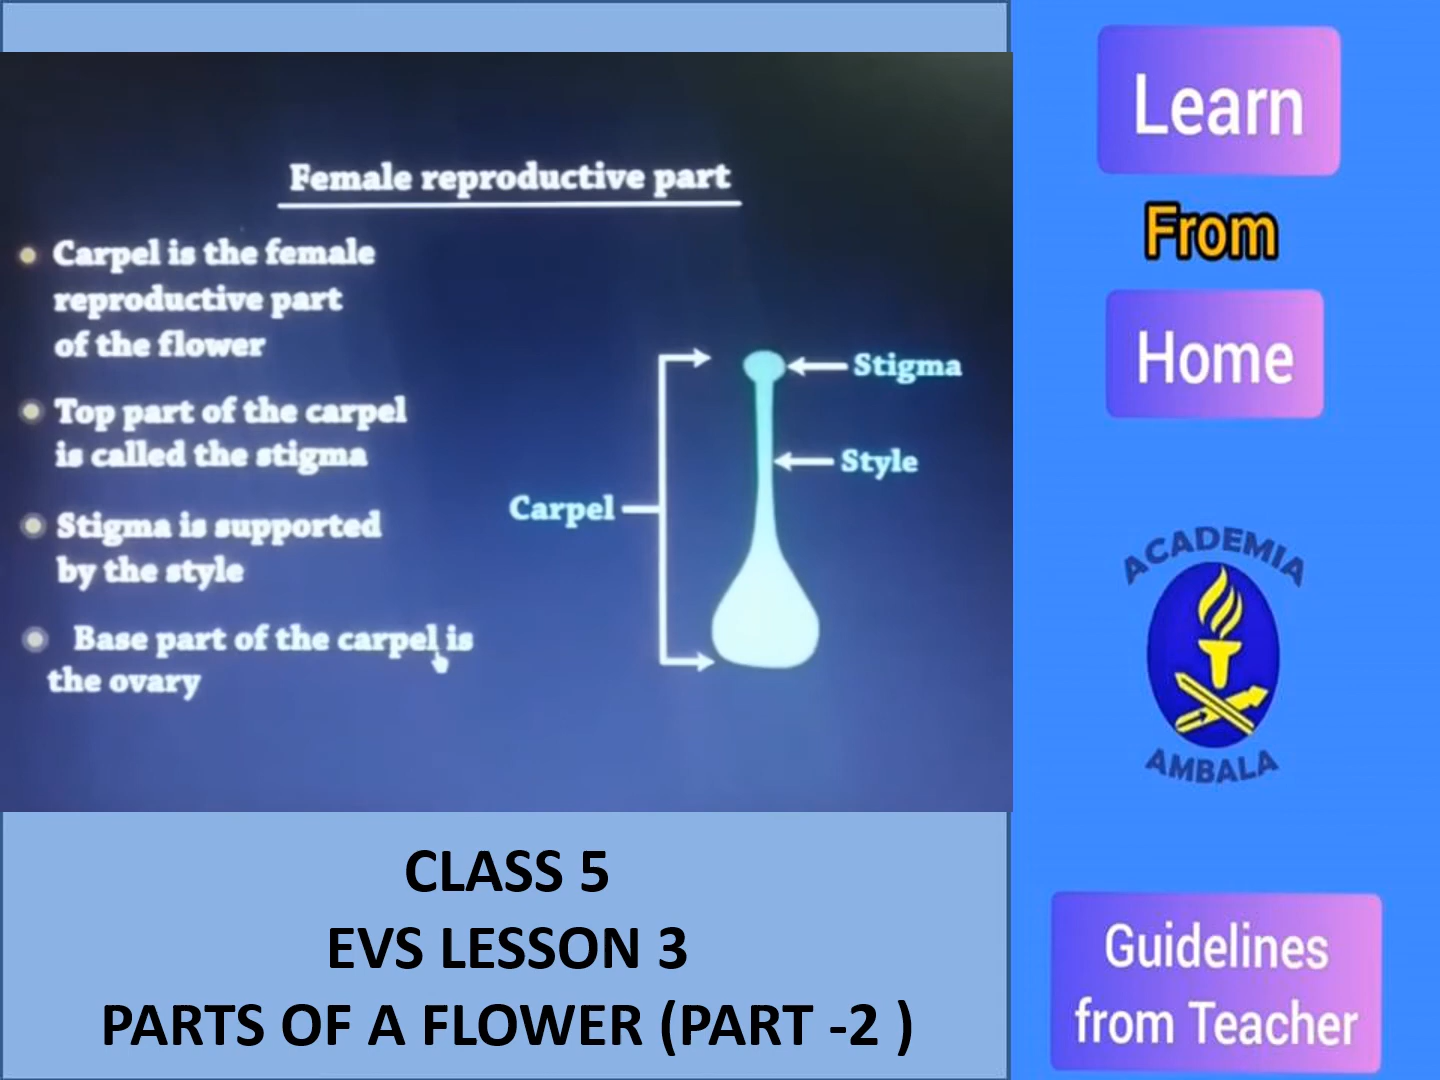 Female reproductive part
Carpel is the female
reproductive part
of the flower
Top part of the carpel
is called the stigma
Stigma is supported
by the style
Base part of the carpel is
the ovary
Stigma
Style
Carpel
CLASS 5
EVS LESSON 3
PARTS OF A FLOWER (PART -2 )
Learn
From
Home
ACADEMIA
AMBALA
Guidelines
from Teacher